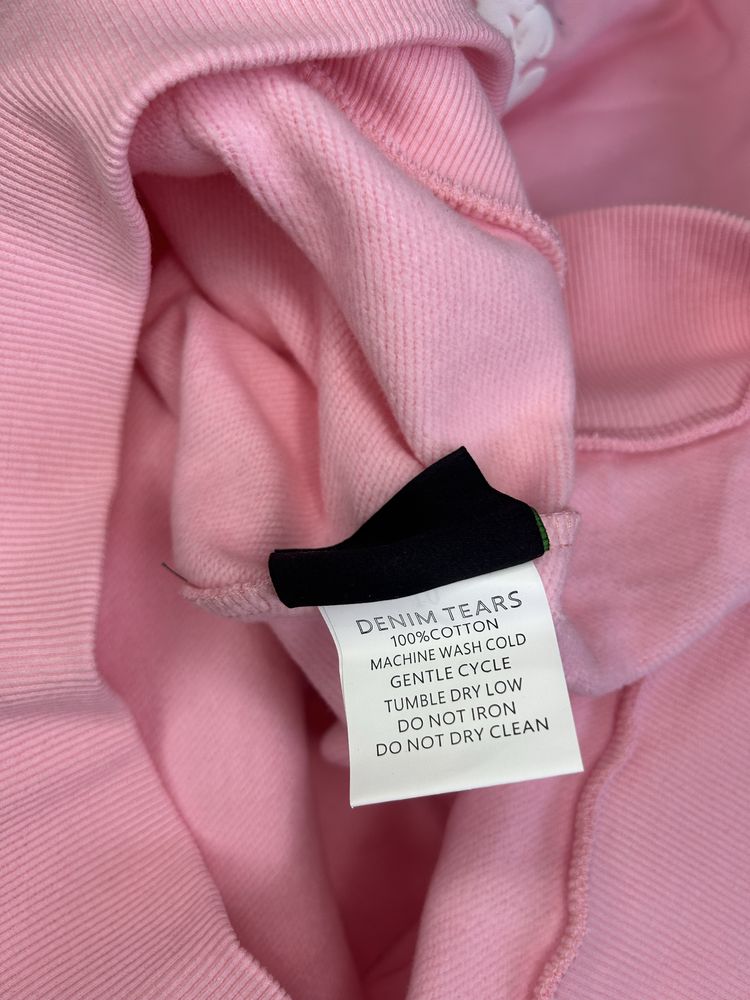 DENIM TEARS
100%COTTON
MACHINE WASH COLD
GENTLE CYCLE
TUMBLE DRY LOW
DO NOT IRON
DO NOT DRY CLEAN